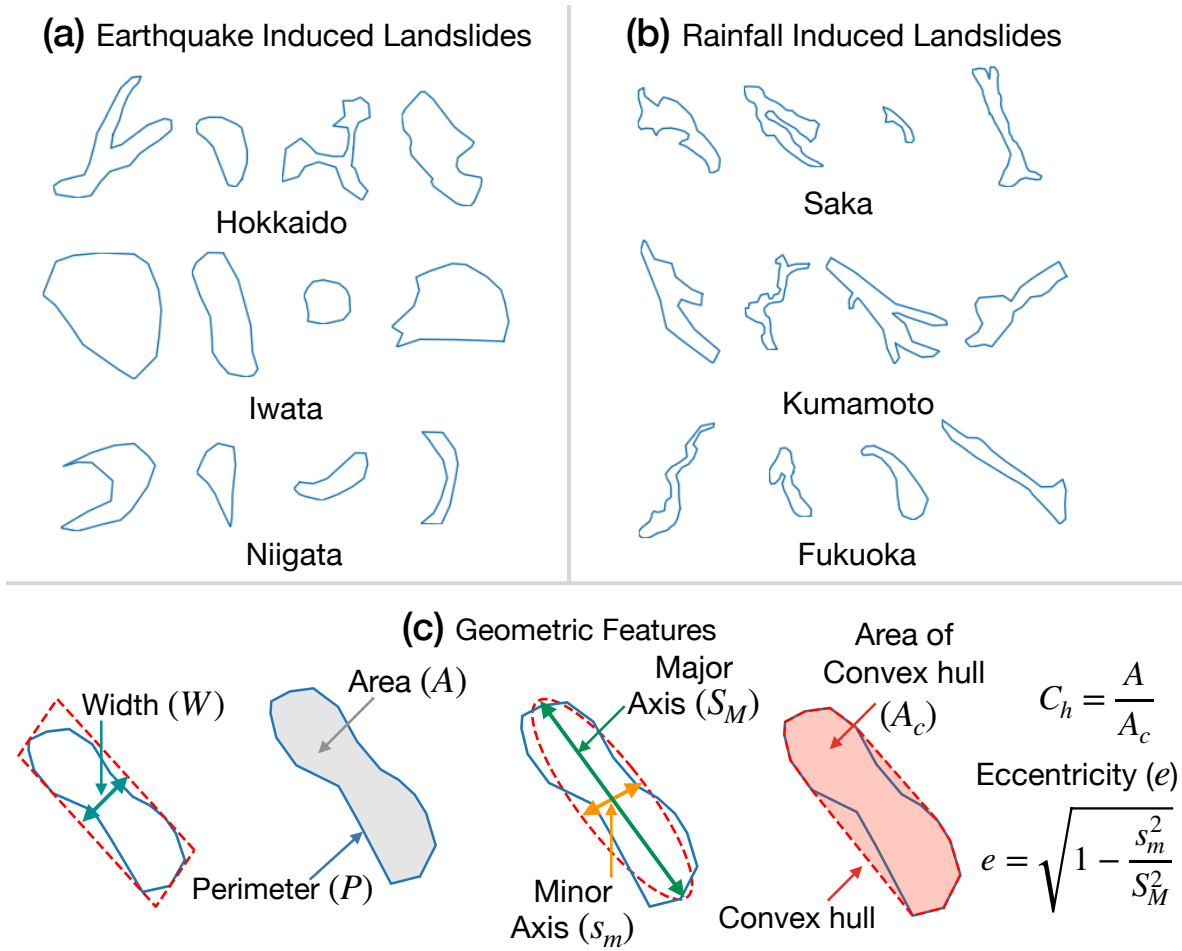 (a) Earthquake Induced Landslides
Hokkaido
Iwata
Niigata
(b) Rainfall Induced Landslides
Saka
Kumamoto
Fukuoka
(c) Geometric Features
Width (W)
Area (A)
Perimeter (P)
Major
Axis (S_M)
Minor
Axis (s_m)
Area of
Convex hull
(A_c)
Convex hull
C_h = A / A_c
Eccentricity (e)
e = √(1 − s_m² / S_M²)